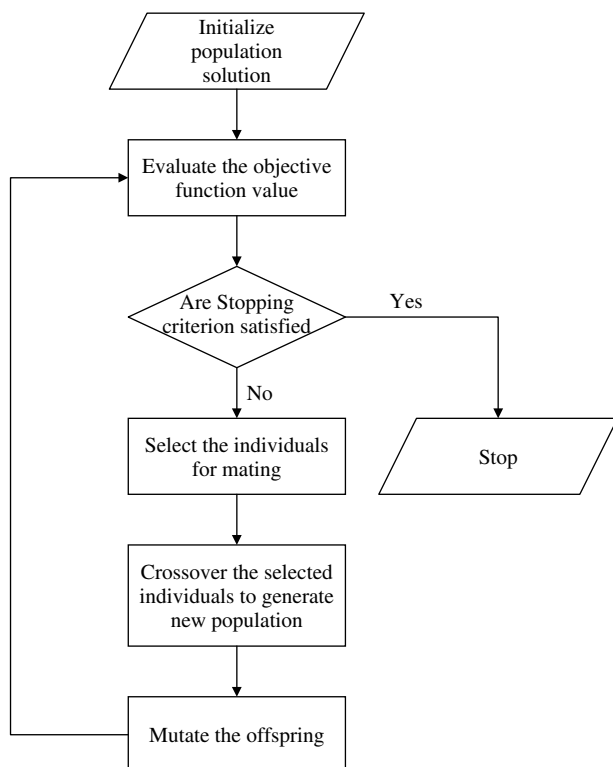 Initialize
population
solution
Evaluate the objective
function value
Are Stopping
criterion satisfied
Yes
No
Select the individuals
for mating
Stop
Crossover the selected
individuals to generate
new population
Mutate the offspring